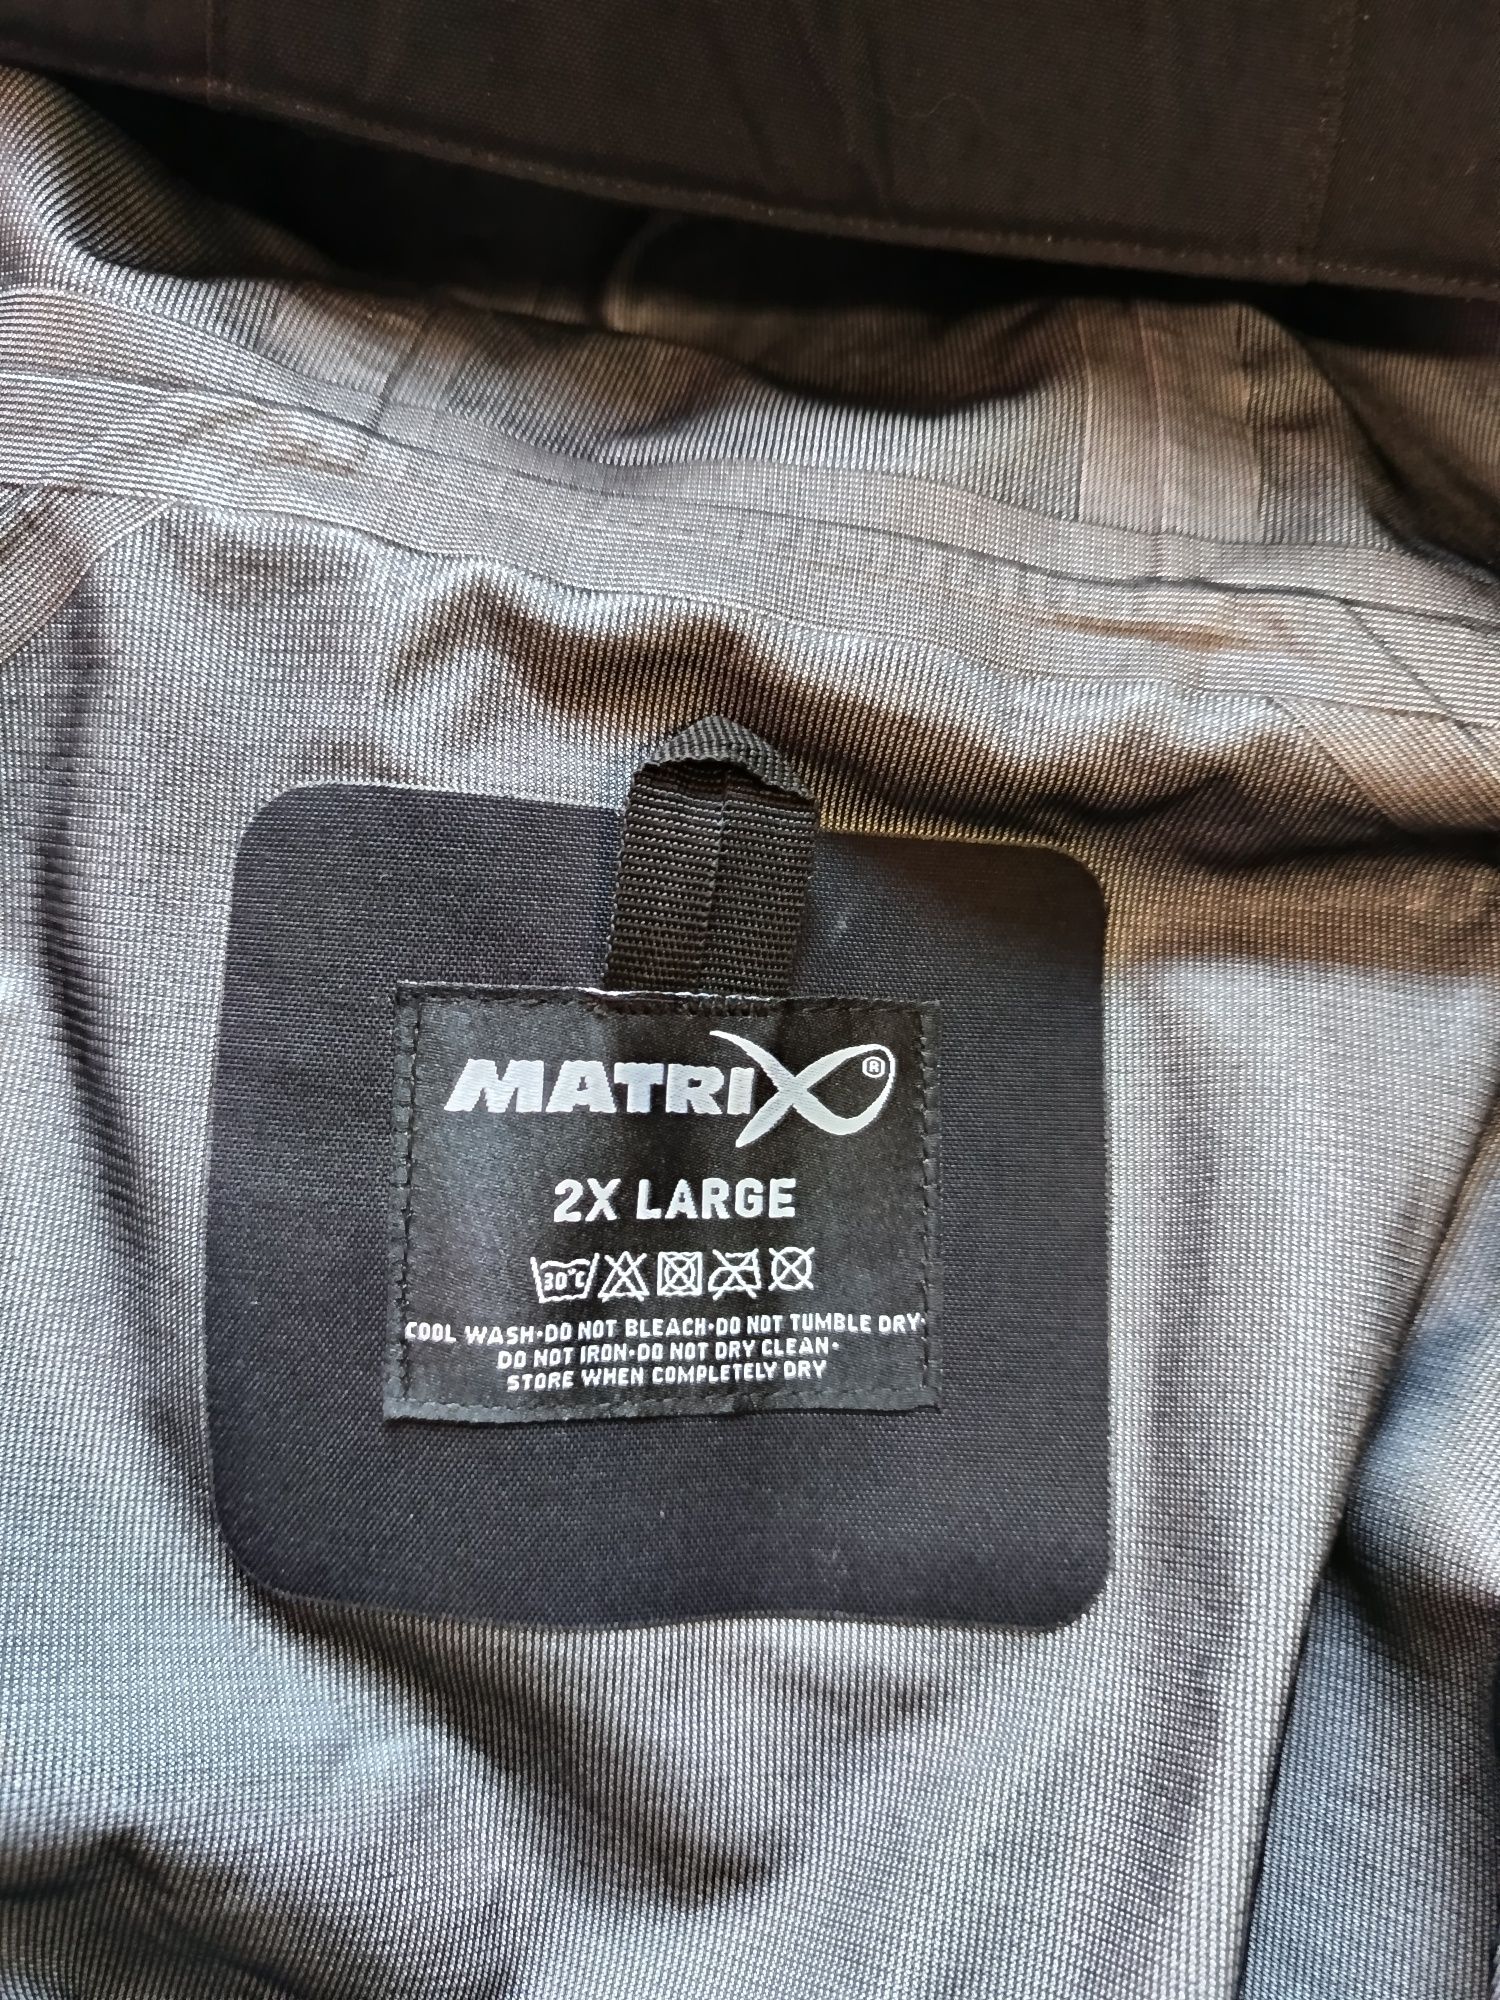 MATRIX®
2X LARGE
30°C
COOL WASH•DO NOT BLEACH•DO NOT TUMBLE DRY•
DO NOT IRON•DO NOT DRY CLEAN•
STORE WHEN COMPLETELY DRY